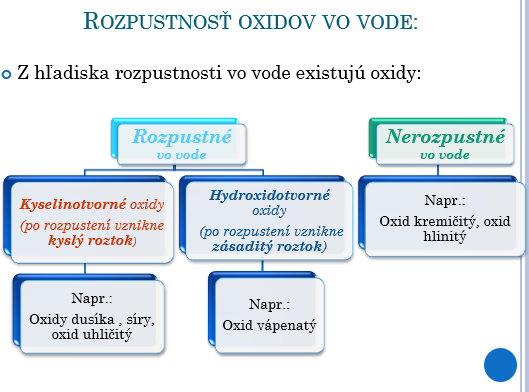 ROZPUSTNOSŤ OXIDOV VO VODE:
Z hľadiska rozpustnosti vo vode existujú oxidy:
Rozpustné
vo vode
Kyselinotvorné oxidy
(po rozpustení vznikne
kyslý roztok)
Napr.:
Oxidy dusíka , síry,
oxid uhličitý
Hydroxidotvorné
oxidy
(po rozpustení vznikne
zásaditý roztok)
Napr.:
Oxid vápenatý
Nerozpustné
vo vode
Napr.:
Oxid kremičitý, oxid
hlinitý